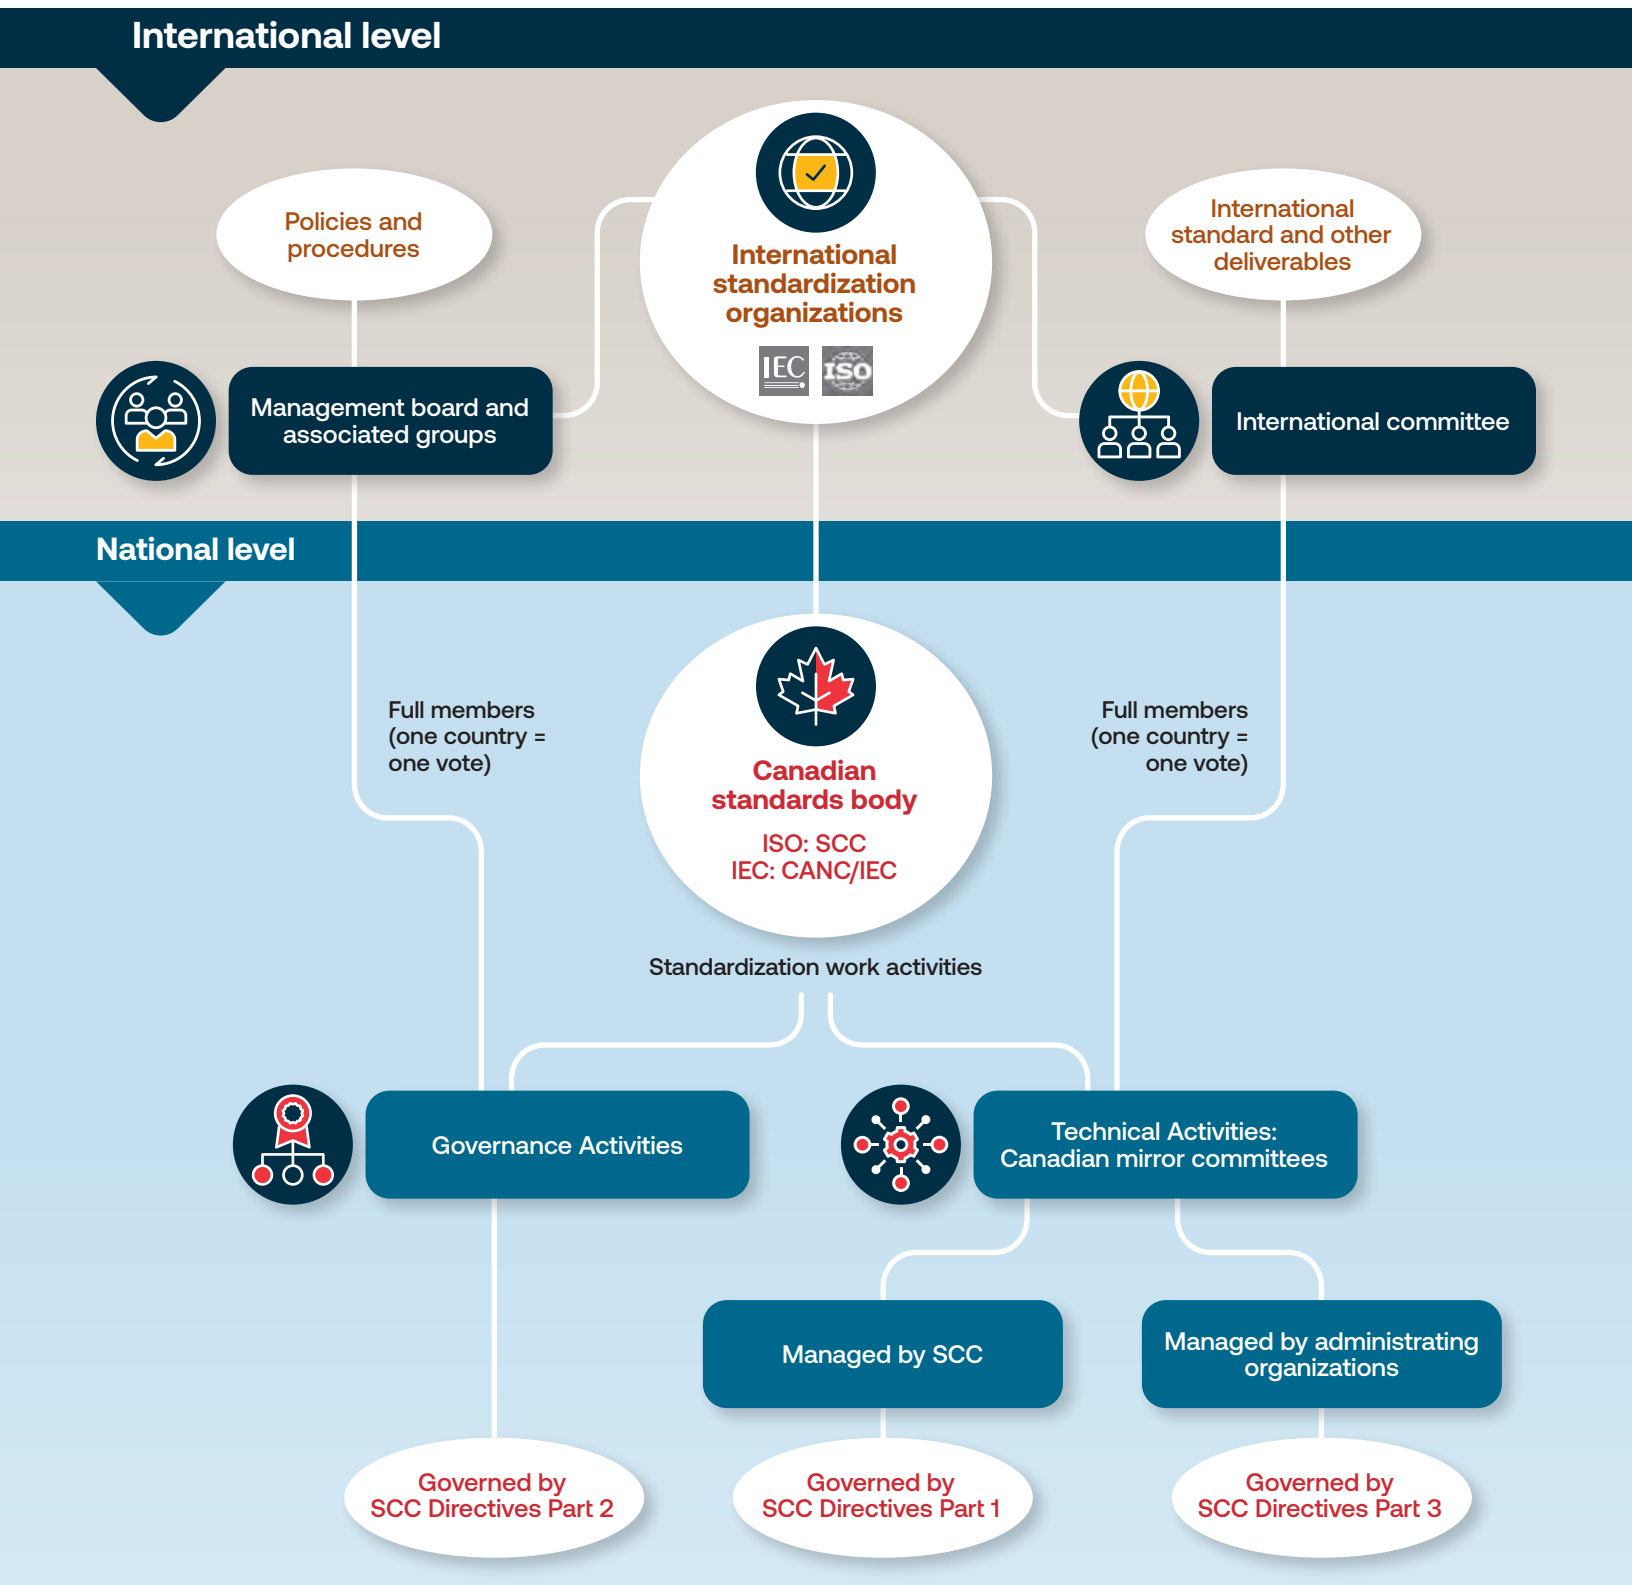 International level
Policies and
procedures
International
standardization
organizations
IEC ISO
International
standard and other
deliverables
Management board and
associated groups
International committee
National level
Full members
(one country =
one vote)
Canadian
standards body
ISO: SCC
IEC: CANC/IEC
Full members
(one country =
one vote)
Standardization work activities
Governance Activities
Technical Activities:
Canadian mirror committees
Managed by SCC
Managed by administrating
organizations
Governed by
SCC Directives Part 2
Governed by
SCC Directives Part 1
Governed by
SCC Directives Part 3